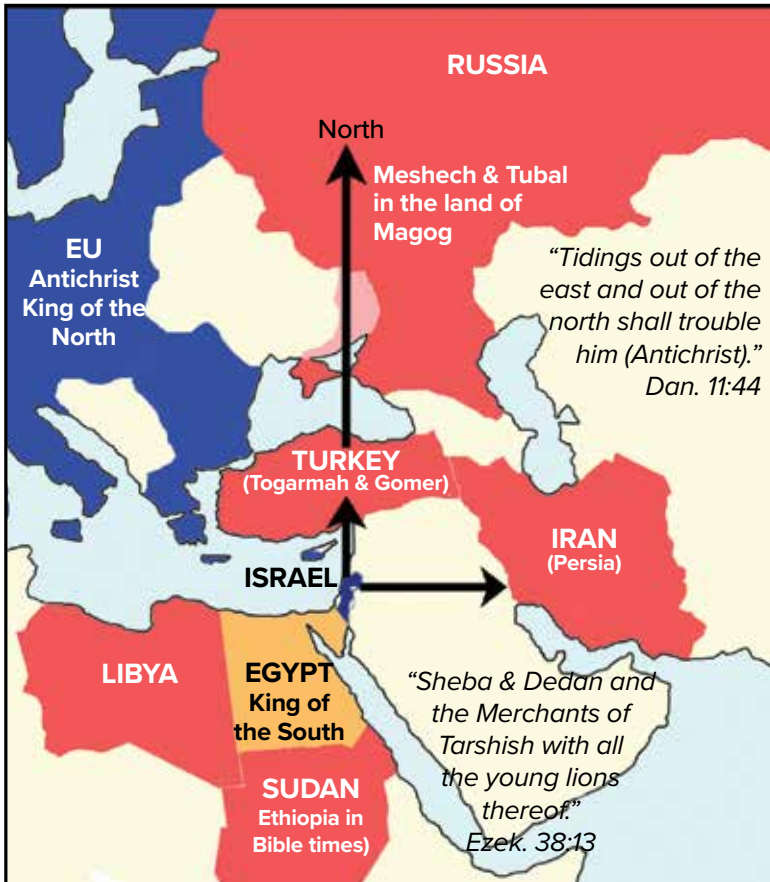 RUSSIA
North
Meshech & Tubal
in the land of
Magog
EU
Antichrist
King of the
North
“Tidings out of the
east and out of the
north shall trouble
him (Antichrist).”
Dan. 11:44
TURKEY
(Togarmah & Gomer)
IRAN
(Persia)
ISRAEL
LIBYA
EGYPT
King of
the South
“Sheba & Dedan and
the Merchants of
Tarshish with all
the young lions
thereof.”
Ezek. 38:13
SUDAN
Ethiopia in
Bible times)